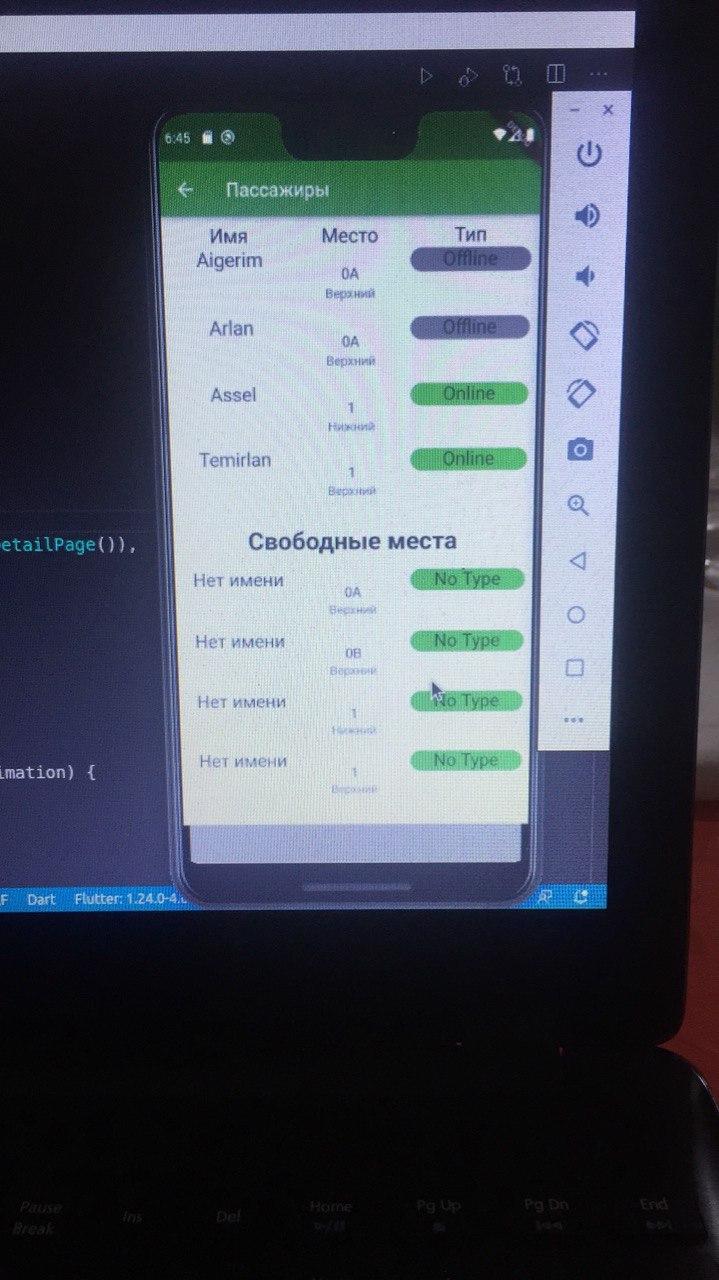 6:45
Пассажиры
Имя Место Тип
Aigerim 0A Offline
Верхний
Arlan 0A Offline
Верхний
Assel 1 Online
Нижний
Temirlan 1 Online
Верхний
Свободные места
Нет имени 0A No Type
Верхний
Нет имени 0B No Type
Верхний
Нет имени 1 No Type
Нижний
Нет имени 1 No Type
Верхний
etailPage()),
imation) {
F Dart Flutter: 1.24.0-4.
Pause Break
Ins
Del
Home
Pg Up
Pg Dn
End